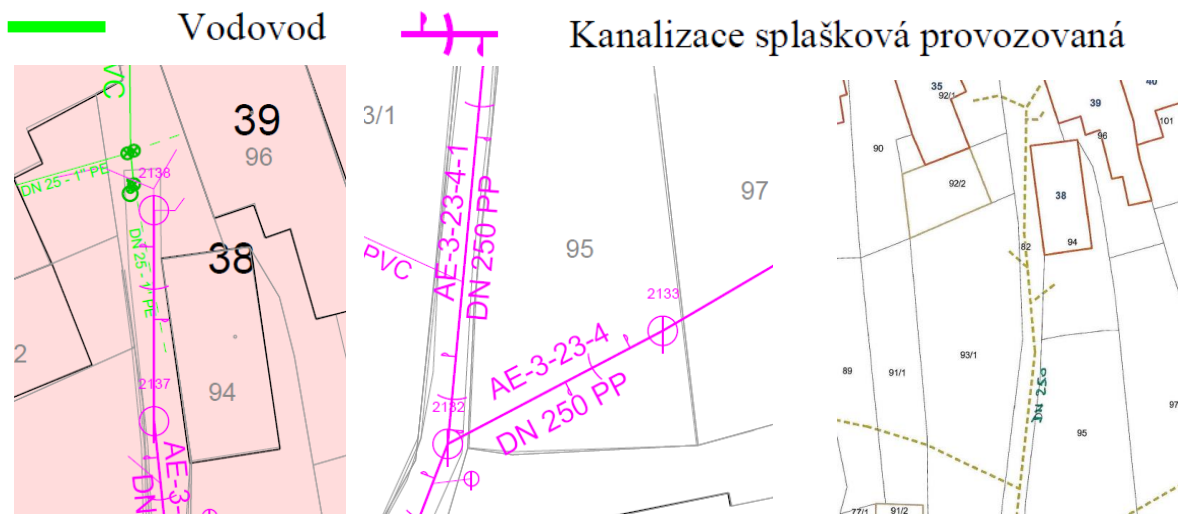 Vodovod
Kanalizace splašková provozovaná
VC
39
96
DN 25 - 1" PE
2138
DN 25 - 1" PE
38
2
2137
94
AE-3-
DN
3/1
AE-3-23-4-1
DN 250 PP
97
PVC
95
2133
AE-3-23-4
2132
DN 250 PP
35
92/1
40
39
90
96
101
92/2
38
82
94
93/1
89
91/1
DN 250
97
95
77/1
91/2